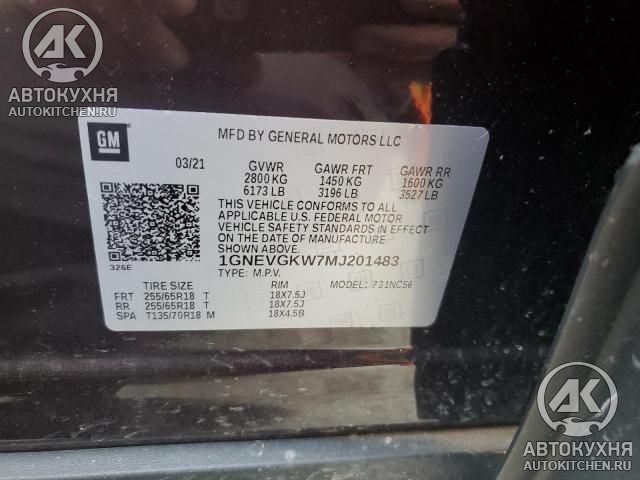 AK
АВТОКУХНЯ
AUTOKITCHEN.RU
GM
MFD BY GENERAL MOTORS LLC
03/21 GVWR GAWR FRT GAWR RR
2800 KG 1450 KG 1600 KG
6173 LB 3196 LB 3527 LB
THIS VEHICLE CONFORMS TO ALL
APPLICABLE U.S. FEDERAL MOTOR
VEHICLE SAFETY STANDARDS IN EFFECT
ON THE DATE OF MANUFACTURE
SHOWN ABOVE.
326E
1GNEVGKW7MJ201483
TYPE: M.P.V.
TIRE SIZE RIM MODEL: 731NC56
FRT 255/65R18 T 18X7.5J
RR 255/65R18 T 18X7.5J
SPA T135/70R18 M 18X4.5B
AK
АВТОКУХНЯ
AUTOKITCHEN.RU